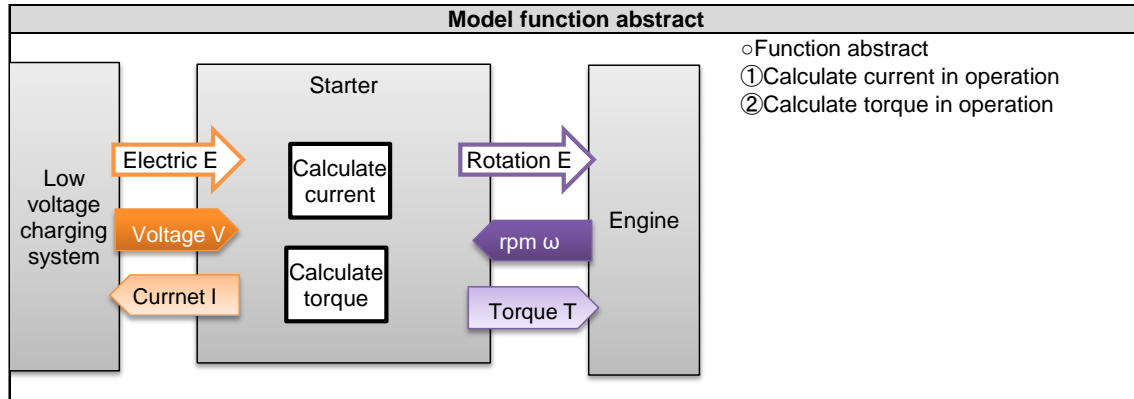 Model function abstract
○Function abstract
①Calculate current in operation
②Calculate torque in operation
Low
voltage
charging
system
Electric E
Voltage V
Currnet I
Starter
Calculate
current
Calculate
torque
Rotation E
rpm ω
Torque T
Engine